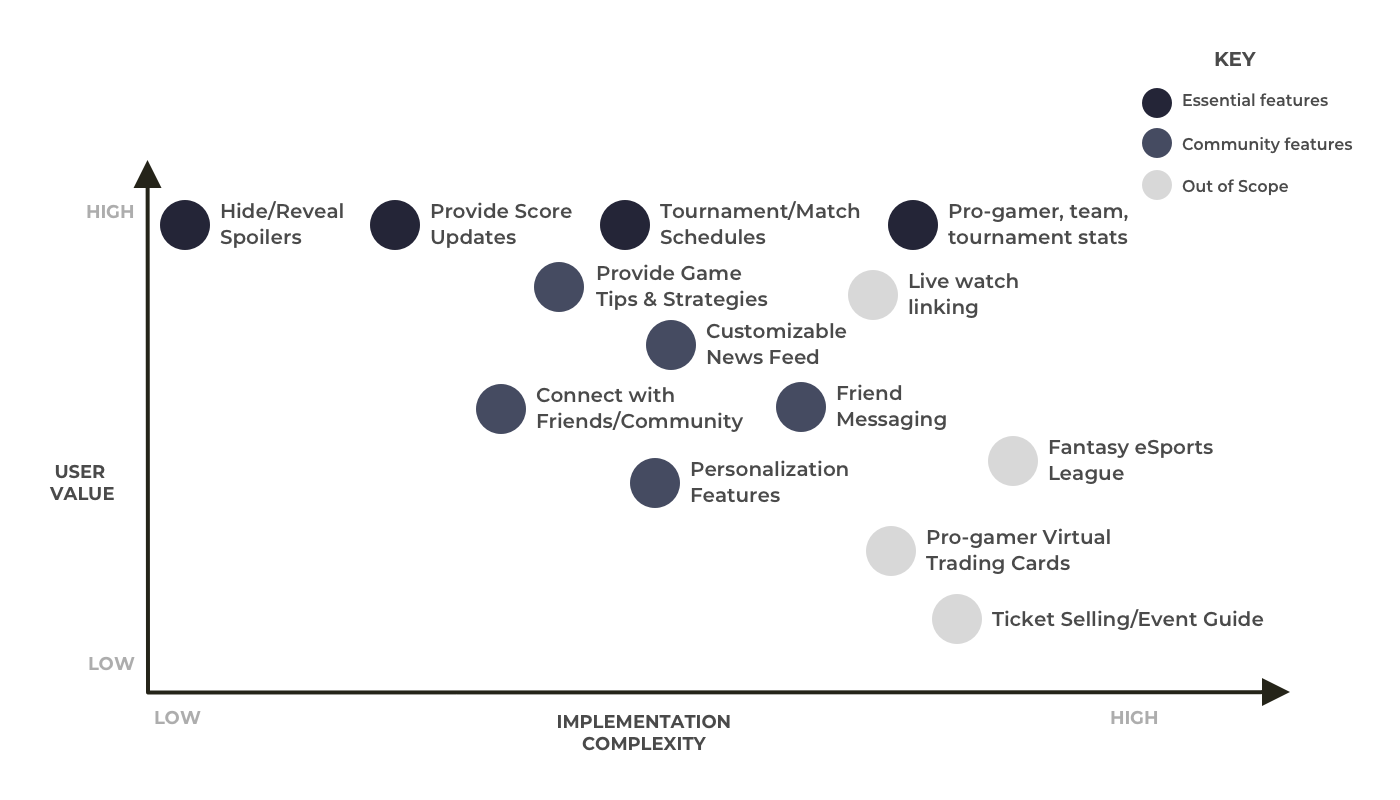 KEY
Essential features
Community features
Out of Scope
HIGH
Hide/Reveal
Spoilers
Provide Score
Updates
Tournament/Match
Schedules
Pro-gamer, team,
tournament stats
Provide Game
Tips & Strategies
Live watch
linking
Customizable
News Feed
Connect with
Friends/Community
Friend
Messaging
Fantasy eSports
League
USER
VALUE
Personalization
Features
Pro-gamer Virtual
Trading Cards
Ticket Selling/Event Guide
LOW
LOW
IMPLEMENTATION
COMPLEXITY
HIGH